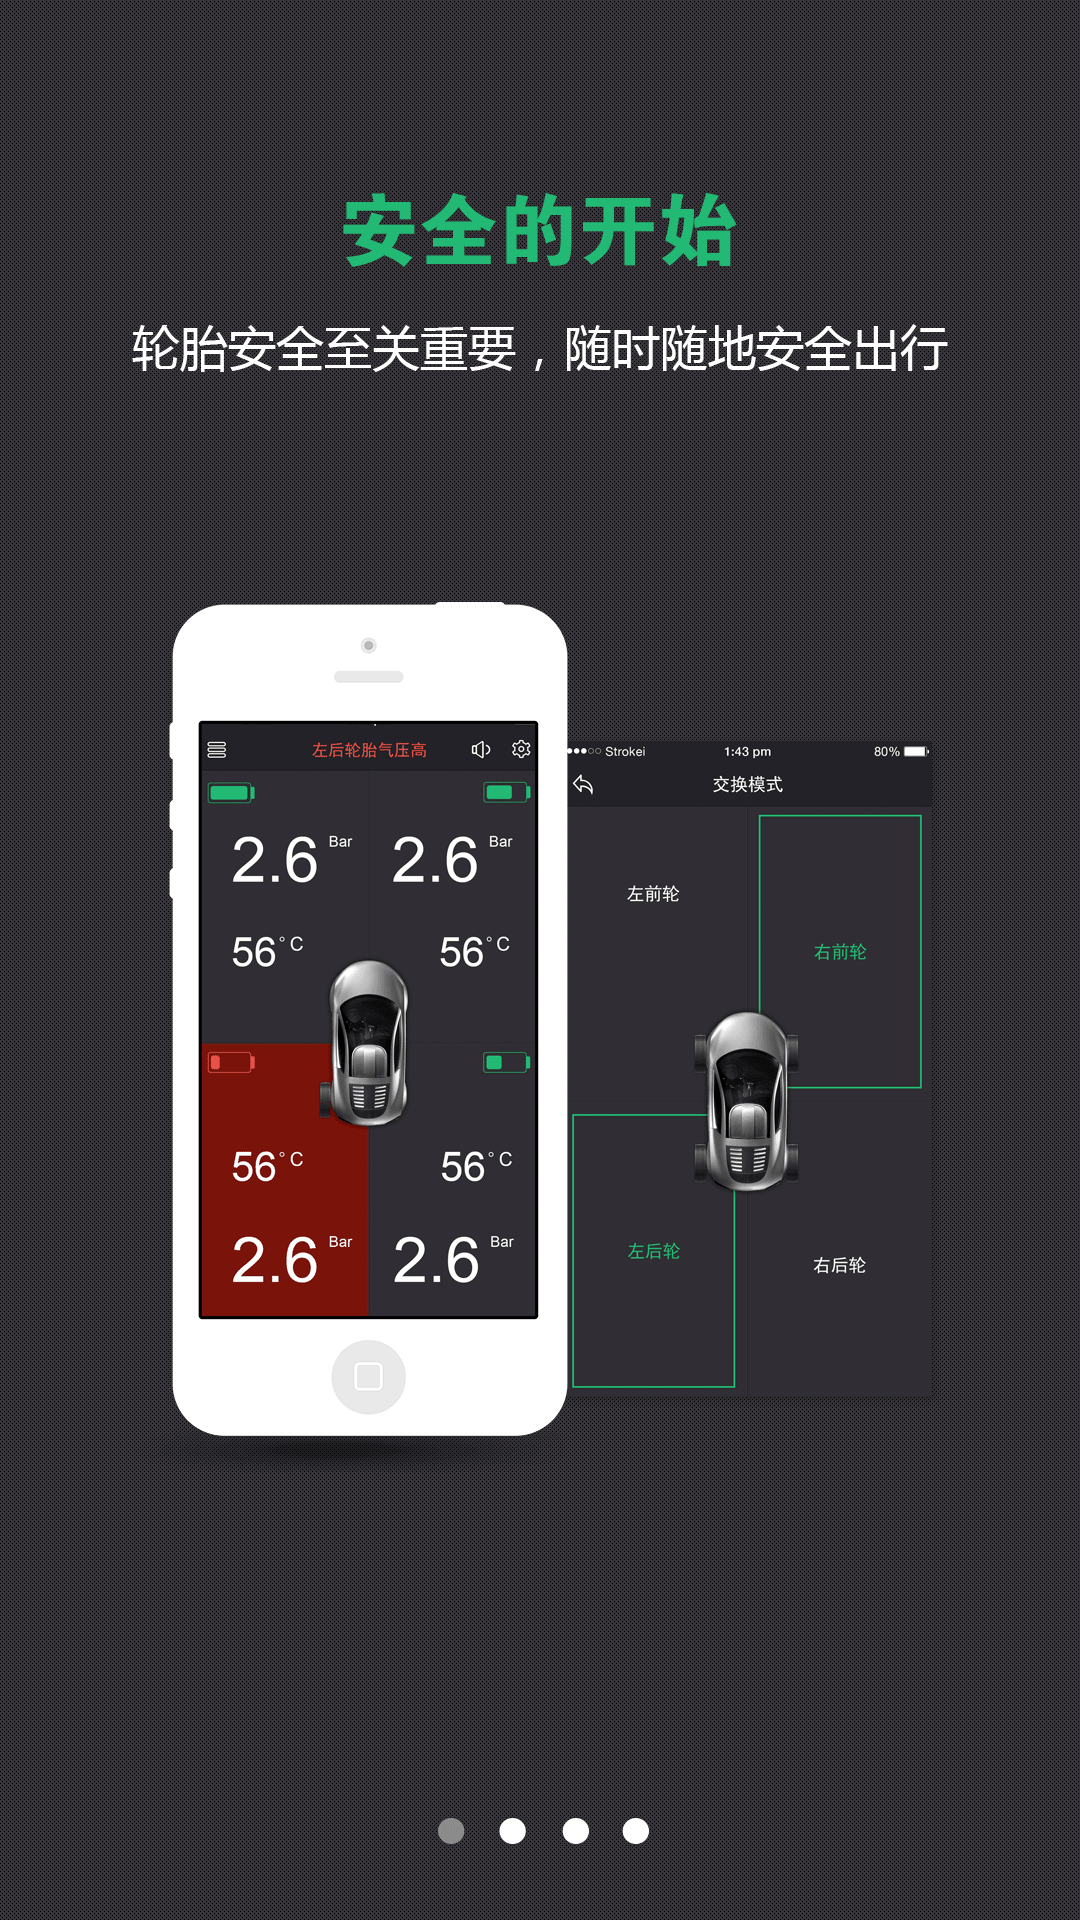 安全的开始
轮胎安全至关重要，随时随地安全出行
左后轮胎气压高
2.6 Bar
2.6 Bar
56°C
56°C
56°C
56°C
2.6 Bar
2.6 Bar
Strokei 1:43 pm 80%
交换模式
左前轮
右前轮
左后轮
右后轮